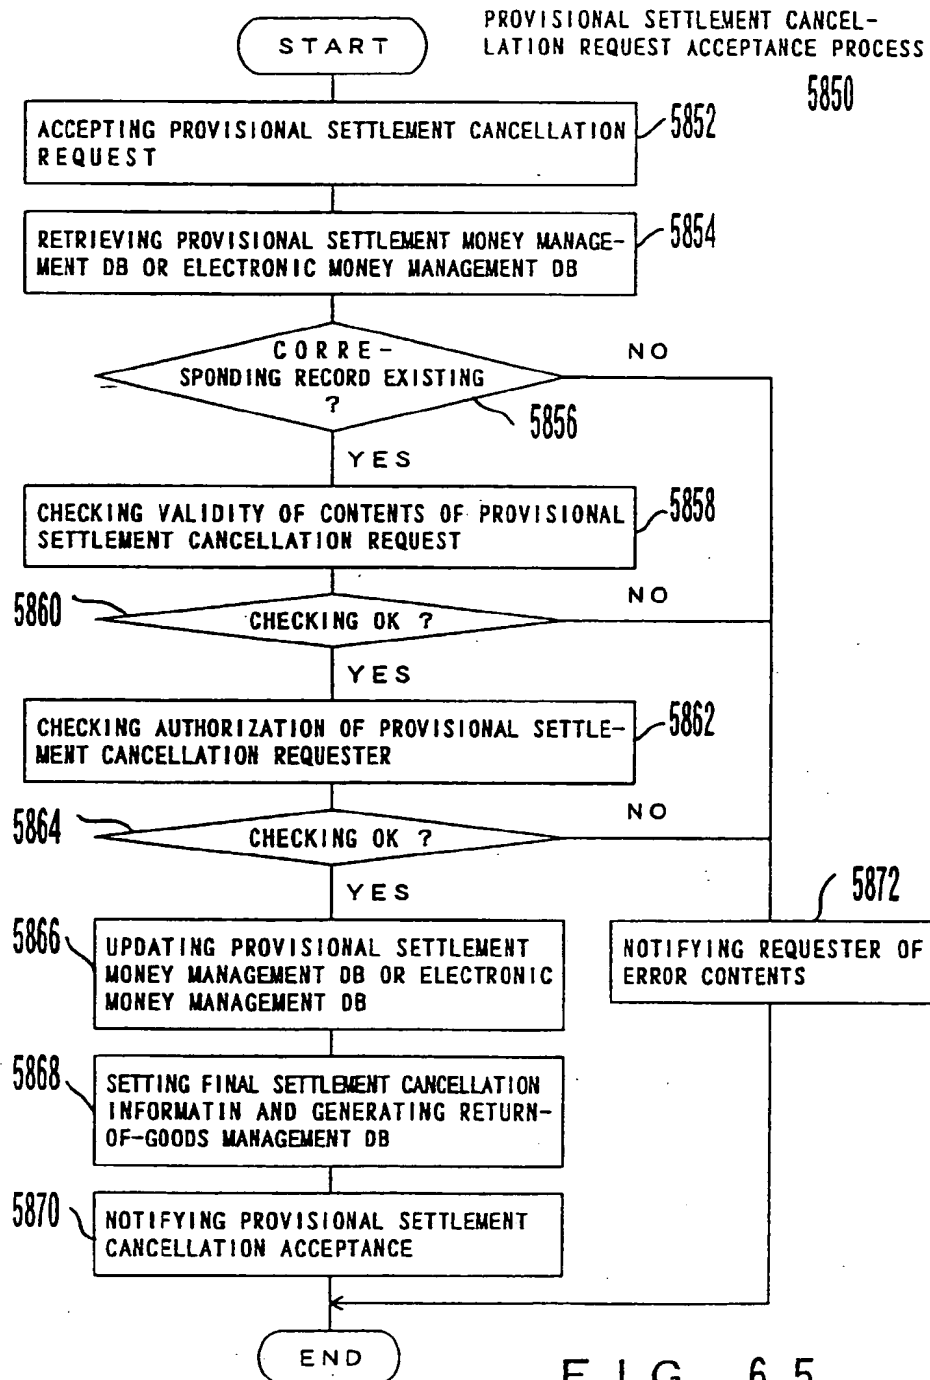 PROVISIONAL SETTLEMENT CANCEL-
LATION REQUEST ACCEPTANCE PROCESS
5850
START
ACCEPTING PROVISIONAL SETTLEMENT CANCELLATION
REQUEST
5852
RETRIEVING PROVISIONAL SETTLEMENT MONEY MANAGE-
MENT DB OR ELECTRONIC MONEY MANAGEMENT DB
5854
CORRE-
SPONDING RECORD EXISTING
?
NO
5856
YES
CHECKING VALIDITY OF CONTENTS OF PROVISIONAL
SETTLEMENT CANCELLATION REQUEST
5858
5860
CHECKING OK ?
NO
YES
CHECKING AUTHORIZATION OF PROVISIONAL SETTLE-
MENT CANCELLATION REQUESTER
5862
5864
CHECKING OK ?
NO
YES
5872
NOTIFYING REQUESTER OF
ERROR CONTENTS
5866
UPDATING PROVISIONAL SETTLEMENT
MONEY MANAGEMENT DB OR ELECTRONIC
MONEY MANAGEMENT DB
5868
SETTING FINAL SETTLEMENT CANCELLATION
INFORMATIN AND GENERATING RETURN-
OF-GOODS MANAGEMENT DB
5870
NOTIFYING PROVISIONAL SETTLEMENT
CANCELLATION ACCEPTANCE
END
FIG. 65